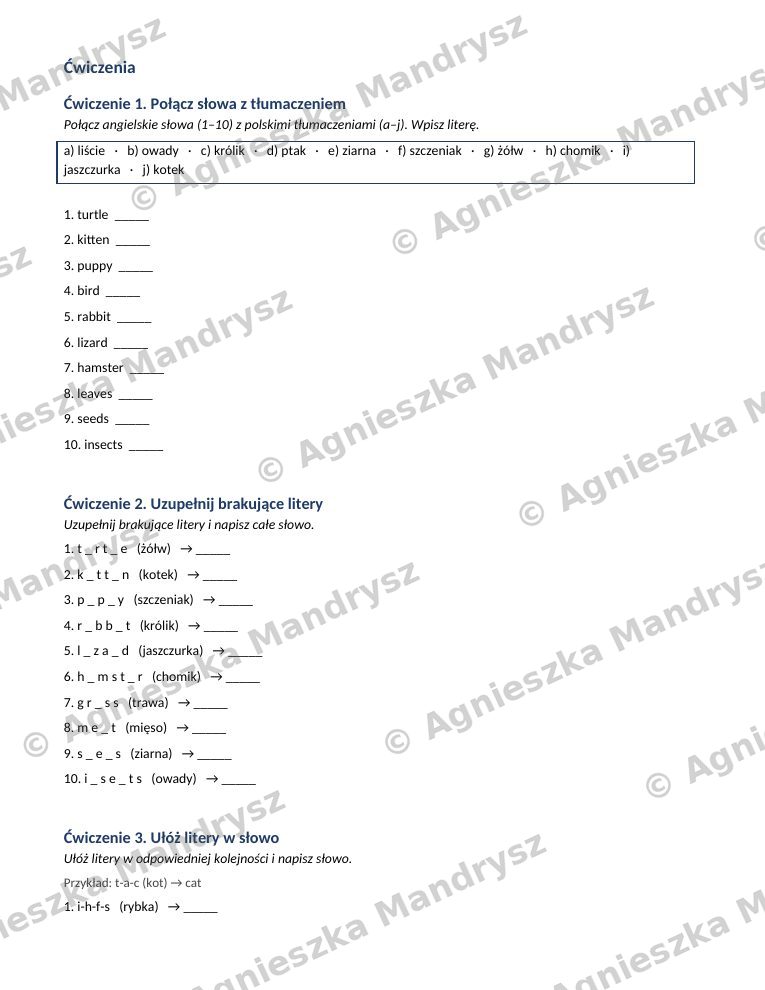 Ćwiczenia
Ćwiczenie 1. Połącz słowa z tłumaczeniem
Połącz angielskie słowa (1–10) z polskimi tłumaczeniami (a–j). Wpisz literę.
a) liście · b) owady · c) królik · d) ptak · e) ziarna · f) szczeniak · g) żółw · h) chomik · i)
jaszczurka · j) kotek
1. turtle _____
2. kitten _____
3. puppy _____
4. bird _____
5. rabbit _____
6. lizard _____
7. hamster _____
8. leaves _____
9. seeds _____
10. insects _____
Ćwiczenie 2. Uzupełnij brakujące litery
Uzupełnij brakujące litery i napisz całe słowo.
1. t _ r t _ e (żółw) → _____
2. k _ t t _ n (kotek) → _____
3. p _ p _ y (szczeniak) → _____
4. r _ b b _ t (królik) → _____
5. l _ z a _ d (jaszczurka) → _____
6. h _ m s t _ r (chomik) → _____
7. g r _ s s (trawa) → _____
8. m e _ t (mięso) → _____
9. s _ e _ s (ziarna) → _____
10. i _ s e _ t s (owady) → _____
Ćwiczenie 3. Ułóż litery w słowo
Ułóż litery w odpowiedniej kolejności i napisz słowo.
Przykład: t-a-c (kot) → cat
1. i-h-f-s (rybka) → _____
© Agnieszka Mandrysz